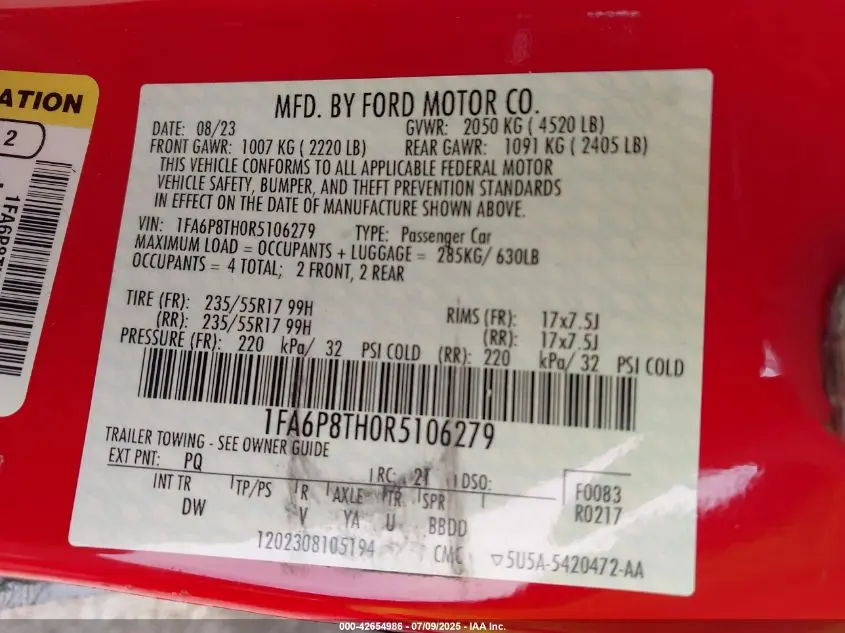 ATION
2
1FA6P8T
MFD. BY FORD MOTOR CO.
DATE: 08/23 GVWR: 2050 KG ( 4520 LB)
FRONT GAWR: 1007 KG ( 2220 LB) REAR GAWR: 1091 KG ( 2405 LB)
THIS VEHICLE CONFORMS TO ALL APPLICABLE FEDERAL MOTOR
VEHICLE SAFETY, BUMPER, AND THEFT PREVENTION STANDARDS
IN EFFECT ON THE DATE OF MANUFACTURE SHOWN ABOVE.
VIN: 1FA6P8TH0R5106279 TYPE: Passenger Car
MAXIMUM LOAD = OCCUPANTS + LUGGAGE = 285KG/ 630LB
OCCUPANTS = 4 TOTAL; 2 FRONT, 2 REAR
TIRE (FR): 235/55R17 99H RIMS (FR): 17x7.5J
(RR): 235/55R17 99H (RR): 17x7.5J
PRESSURE (FR): 220 kPa/ 32 PSI COLD (RR): 220 kPa/ 32 PSI COLD
1FA6P8TH0R5106279
TRAILER TOWING - SEE OWNER GUIDE
EXT PNT: PQ RC: 21 DSO:
INT TR TP/PS R AXLE TR SPR
DW V YA U BBDD
F0083
R0217
1202308105194 CMC ▽5U5A-5420472-AA
000-42654986 - 07/09/2025 - IAA Inc.